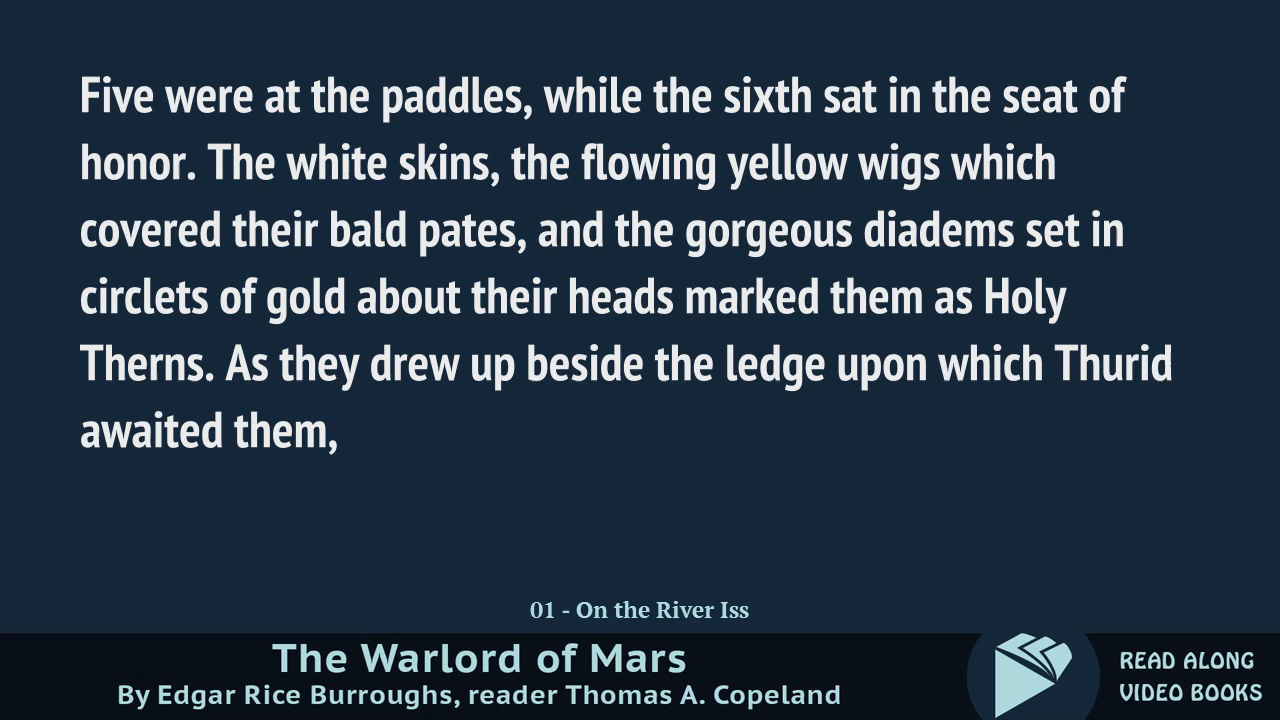 Five were at the paddles, while the sixth sat in the seat of
honor. The white skins, the flowing yellow wigs which
covered their bald pates, and the gorgeous diadems set in
circlets of gold about their heads marked them as Holy
Therns. As they drew up beside the ledge upon which Thurid
awaited them,
01 - On the River Iss
The Warlord of Mars
By Edgar Rice Burroughs, reader Thomas A. Copeland
READ ALONG
VIDEO BOOKS